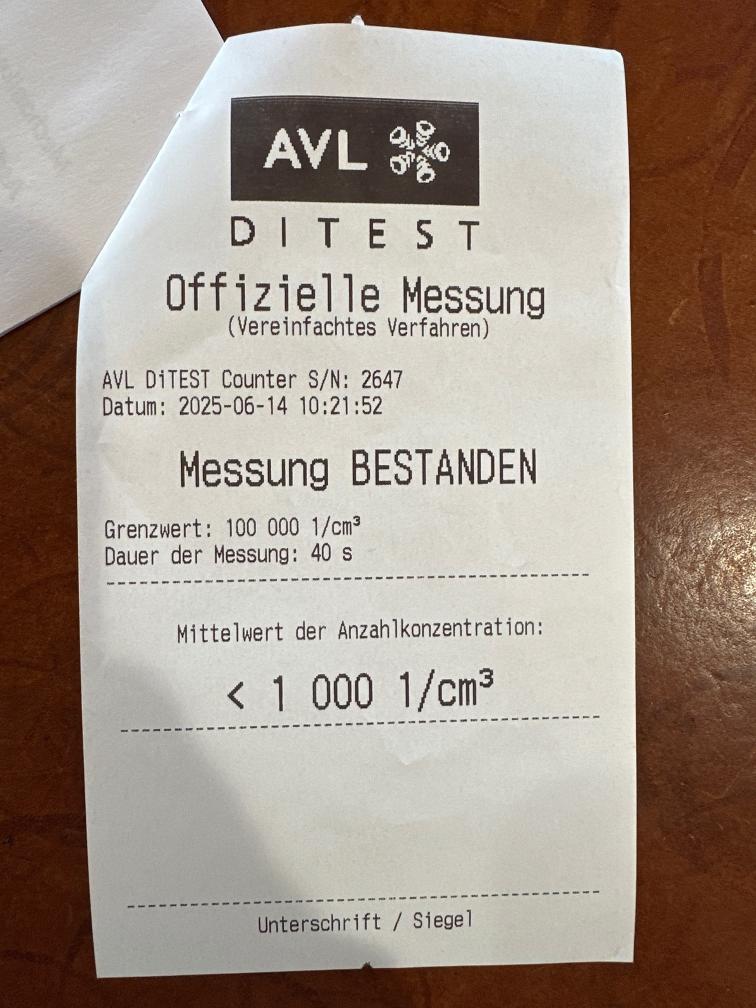 AVL
DITEST
Offizielle Messung
(Vereinfachtes Verfahren)
AVL DiTEST Counter S/N: 2647
Datum: 2025-06-14 10:21:52
Messung BESTANDEN
Grenzwert: 100 000 1/cm³
Dauer der Messung: 40 s
Mittelwert der Anzahlkonzentration:
< 1 000 1/cm³
Unterschrift / Siegel